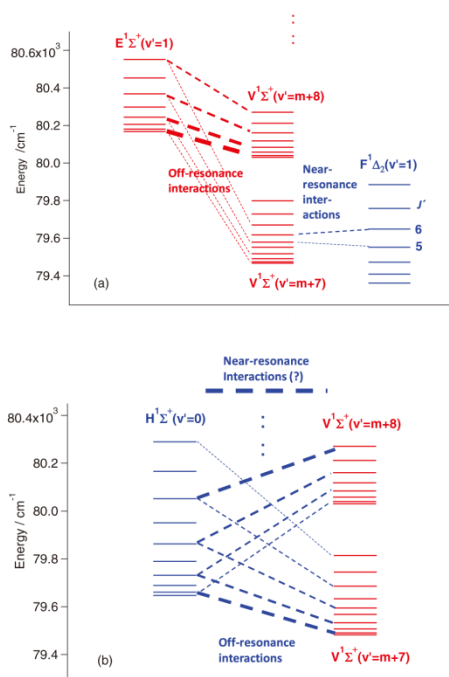 E¹Σ⁺(v'=1)
80.6x10³
V¹Σ⁺(v'=m+8)
80.4
F¹Δ₂(v'=1)
80.2
Energy /cm⁻¹
Off-resonance
interactions
Near-
resonance
inter-
actions
80.0
79.8
J´
6
79.6
5
79.4
(a)
V¹Σ⁺(v'=m+7)
Near-resonance
Interactions (?)
80.4x10³
H¹Σ⁺(v'=0)
V¹Σ⁺(v'=m+8)
80.2
80.0
Energy / cm⁻¹
79.8
79.6
Off-resonance
interactions
79.4
(b)
V¹Σ⁺(v'=m+7)